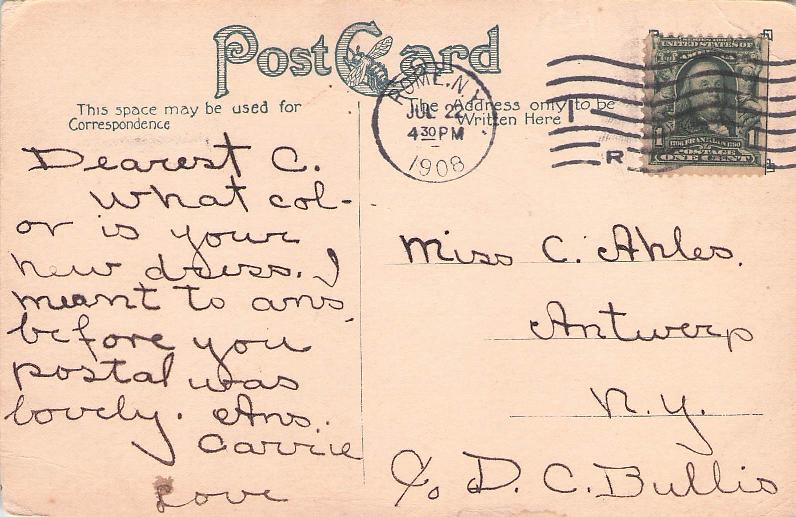 Post Card
This space may be used for
Correspondence
The Address only to be
Written Here
ROME, N.Y.
JUL 22
4 30 PM
1908
R
UNITED STATES OF
AMERICA
FRANKLIN
POSTAGE
ONE CENT
Dearest C.
What col-
or is your
new dress. I
meant to ans.
before you
postal was
lovely. Ans..
Carrie
Love
Miss C. Ahles.
Antwerp
N.Y.
c/o D. C. Bullis